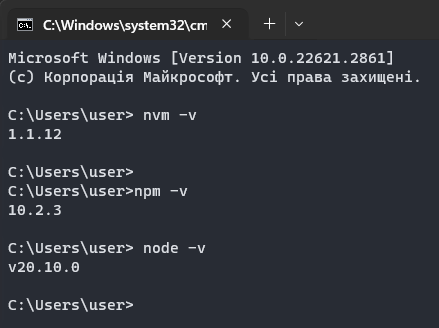 C:\Windows\system32\cm
Microsoft Windows [Version 10.0.22621.2861]
(c) Корпорація Майкрософт. Усі права захищені.
C:\Users\user> nvm -v
1.1.12
C:\Users\user>
C:\Users\user>npm -v
10.2.3
C:\Users\user> node -v
v20.10.0
C:\Users\user>